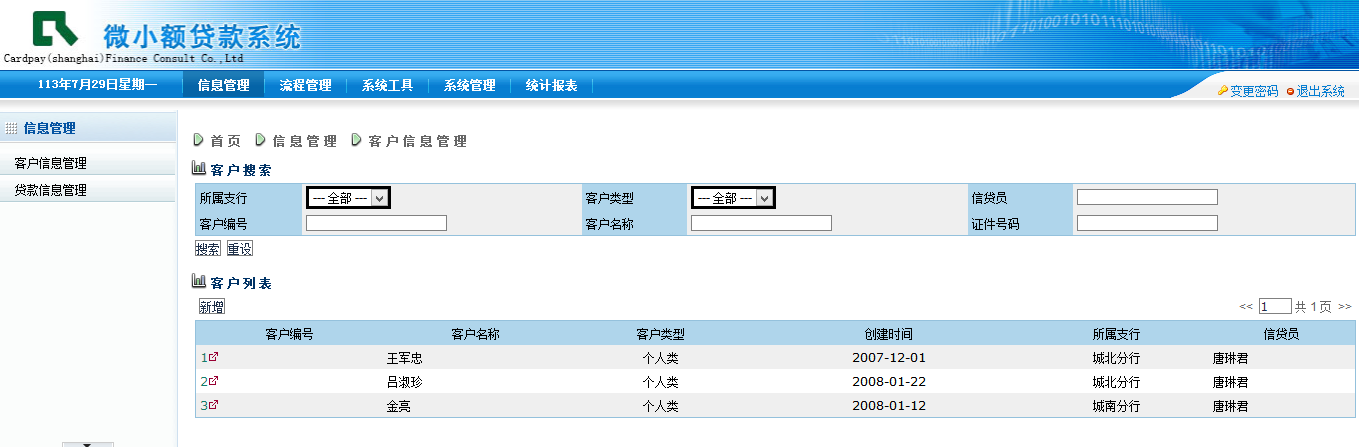 微小额贷款系统
Cardpay(shanghai)Finance Consult Co.,Ltd
113年7月29日星期一 信息管理 流程管理 系统工具 系统管理 统计报表
变更密码 退出系统
信息管理
客户信息管理
贷款信息管理
首页 信息管理 客户信息管理
客户搜索
所属支行 --- 全部 --- 客户类型 --- 全部 --- 信贷员
客户编号 客户名称 证件号码
搜索 重设
客户列表
新增 << 1 共 1 页 >>
客户编号 客户名称 客户类型 创建时间 所属支行 信贷员
1 王军忠 个人类 2007-12-01 城北分行 唐琳君
2 吕淑珍 个人类 2008-01-22 城北分行 唐琳君
3 金亮 个人类 2008-01-12 城南分行 唐琳君